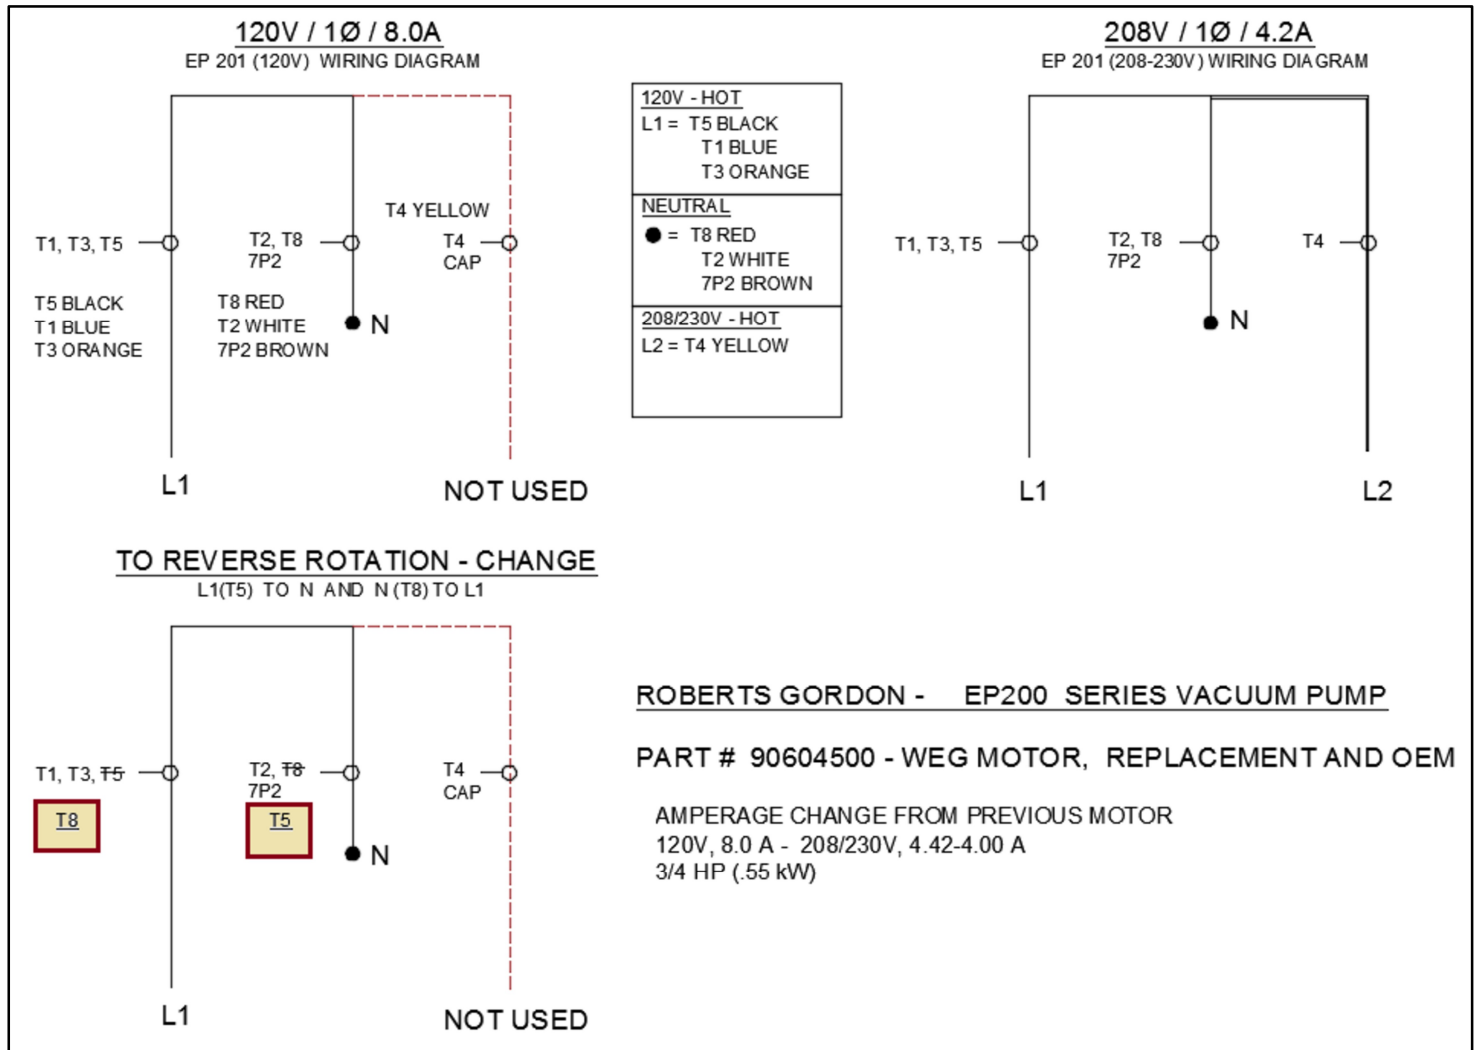 120V / 1Ø / 8.0A
EP 201 (120V) WIRING DIAGRAM
T1, T3, T5
T5 BLACK
T1 BLUE
T3 ORANGE
T2, T8
7P2
T8 RED
T2 WHITE
7P2 BROWN
N
T4 YELLOW
T4
CAP
L1
NOT USED
120V - HOT
L1 = T5 BLACK
T1 BLUE
T3 ORANGE
NEUTRAL
= T8 RED
T2 WHITE
7P2 BROWN
208/230V - HOT
L2 = T4 YELLOW
208V / 1Ø / 4.2A
EP 201 (208-230V) WIRING DIAGRAM
T1, T3, T5
T2, T8
7P2
N
T4
L1
L2
TO REVERSE ROTATION - CHANGE
L1(T5) TO N AND N (T8) TO L1
T1, T3, T5
T8
T2, T8
7P2
T5
N
T4
CAP
L1
NOT USED
ROBERTS GORDON - EP200 SERIES VACUUM PUMP
PART # 90604500 - WEG MOTOR, REPLACEMENT AND OEM
AMPERAGE CHANGE FROM PREVIOUS MOTOR
120V, 8.0 A - 208/230V, 4.42-4.00 A
3/4 HP (.55 kW)